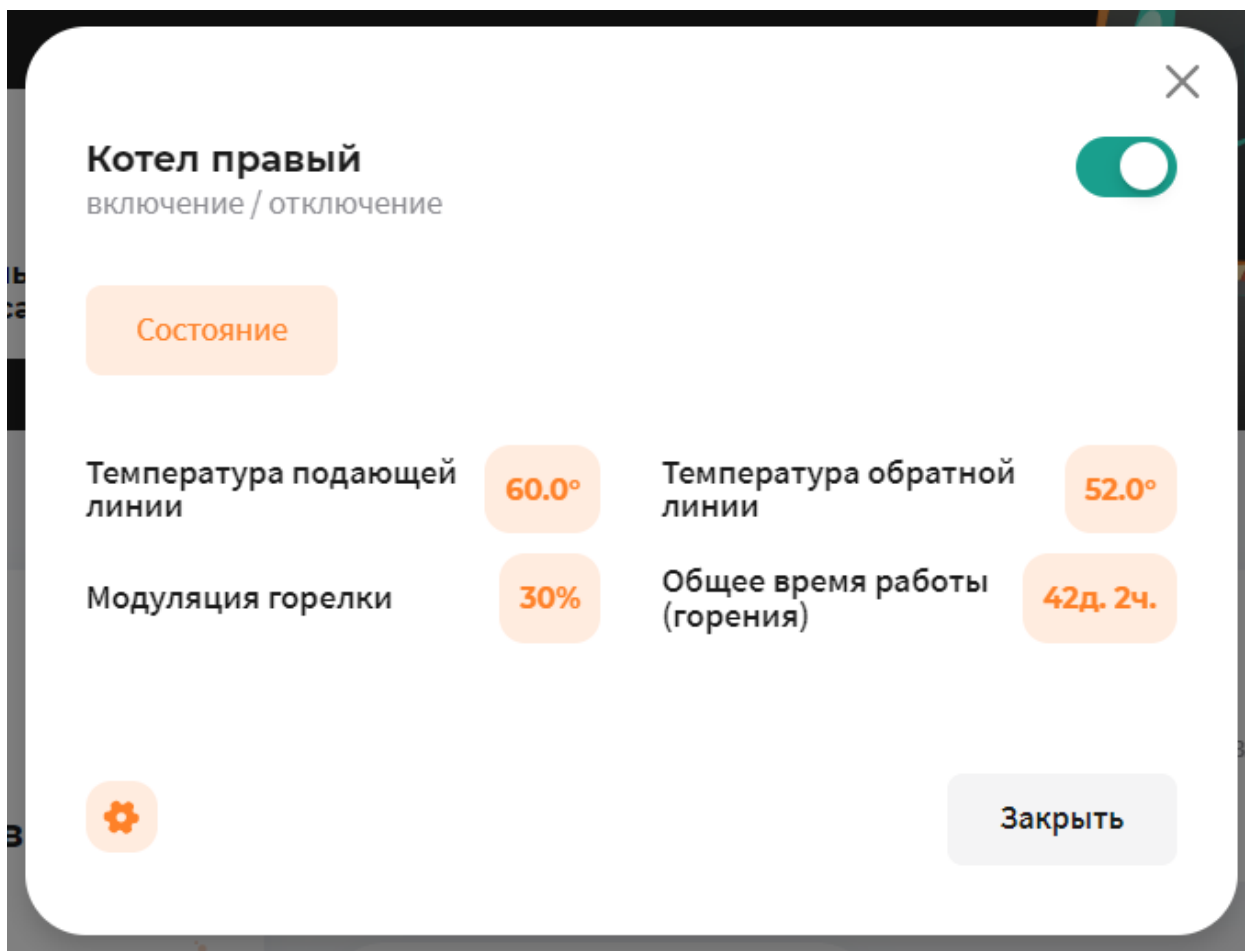 Котел правый
включение / отключение
Состояние
Температура подающей
линии
60.0°
Температура обратной
линии
52.0°
Модуляция горелки
30%
Общее время работы
(горения)
42д. 2ч.
Закрыть